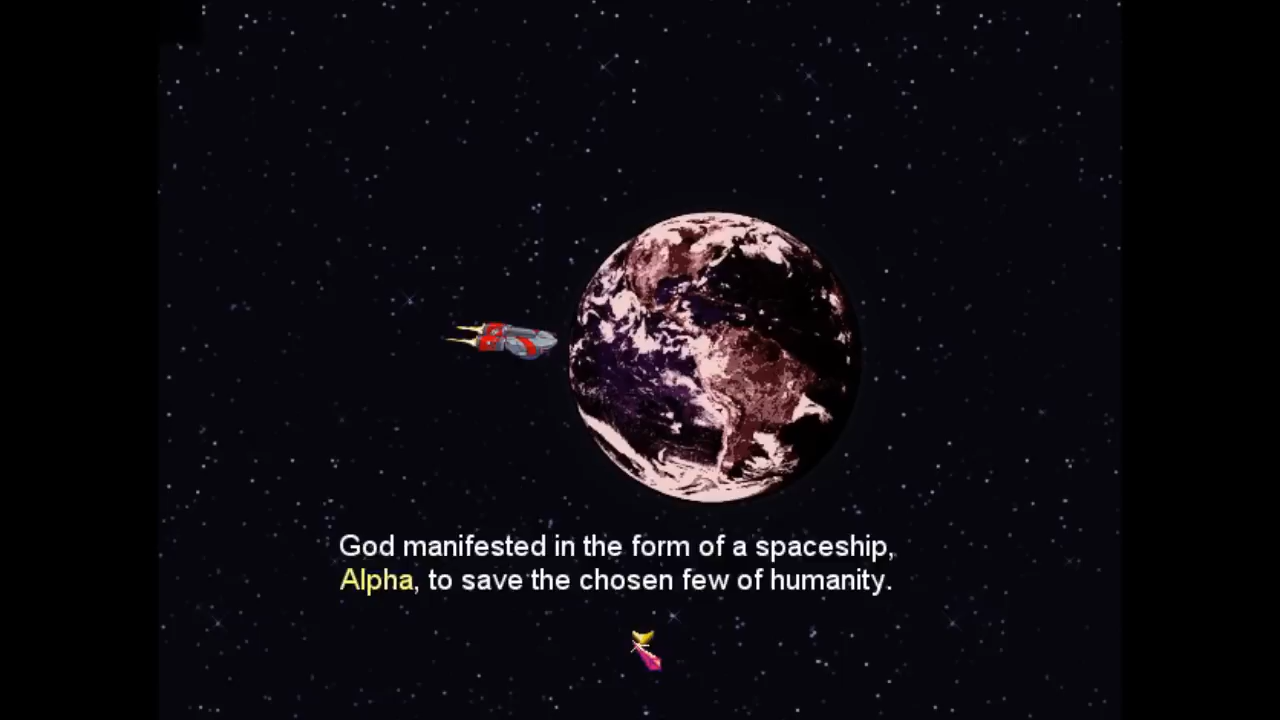 God manifested in the form of a spaceship,
Alpha, to save the chosen few of humanity.